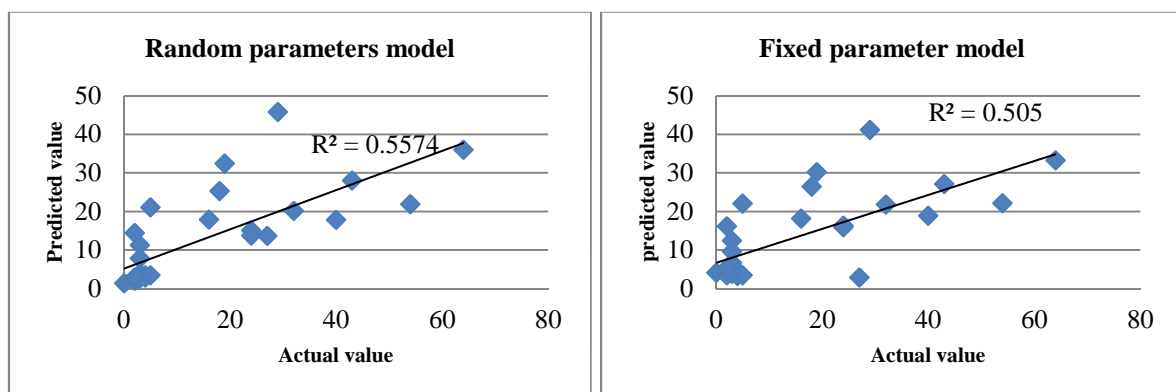 Random parameters model
Predicted value
50
40
30
20
10
0
R² = 0.5574
0 20 40 60 80
Actual value
Fixed parameter model
predicted value
50
40
30
20
10
0
R² = 0.505
0 20 40 60 80
Actual value